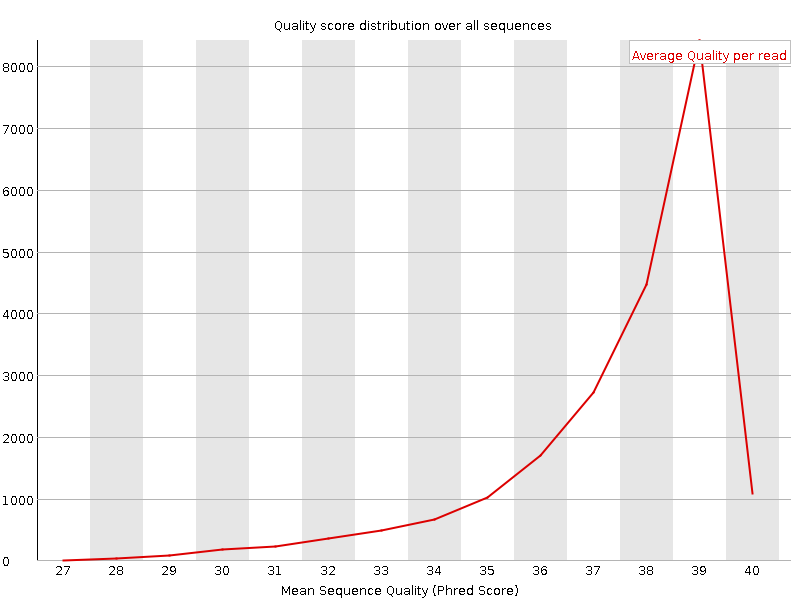 Quality score distribution over all sequences
Average Quality per read
8000
7000
6000
5000
4000
3000
2000
1000
0
27 28 29 30 31 32 33 34 35 36 37 38 39 40
Mean Sequence Quality (Phred Score)